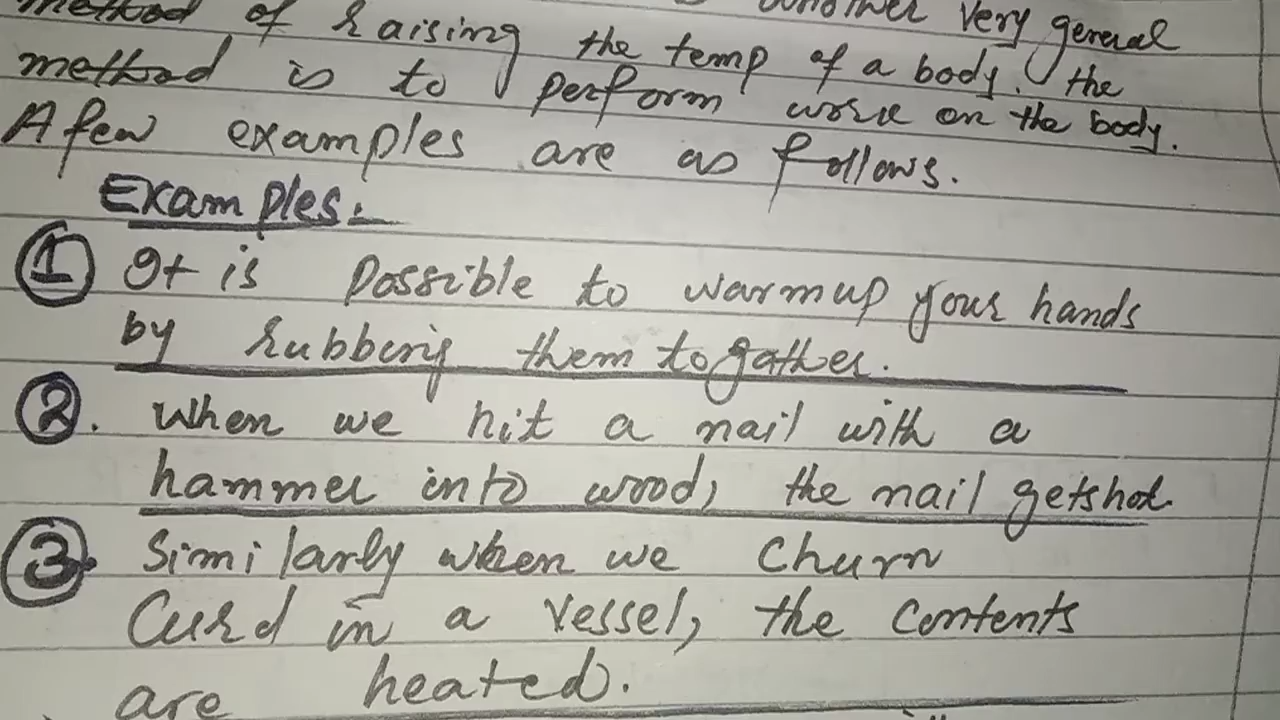 another very general
method of raising the temp of a body. the
method is to perform work on the body.
A few examples are as follows.
Examples:
① It is Possible to warmup your hands
by rubbing them togather.
②. When we hit a nail with a
hammer into wood, the nail getshot
③. Similarly when we Churn
Curd in a vessel, the contents
are heated.